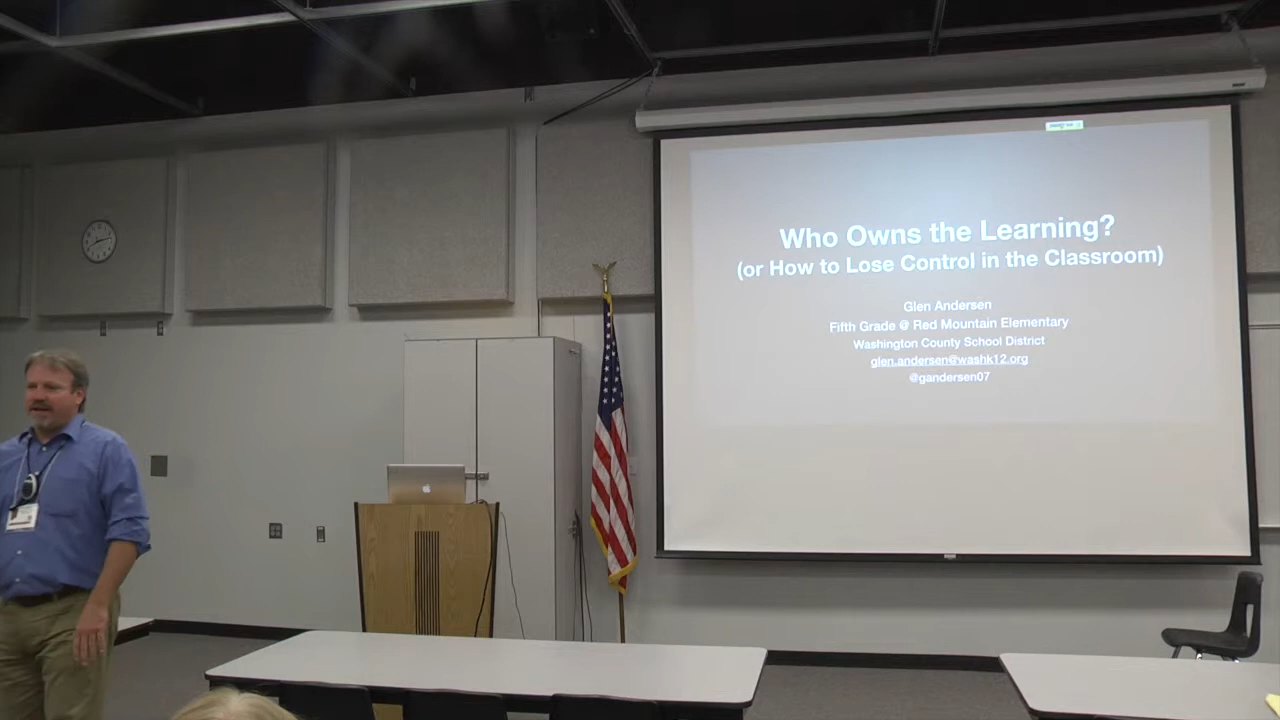 Who Owns the Learning?
(or How to Lose Control in the Classroom)
Glen Andersen
Fifth Grade @ Red Mountain Elementary
Washington County School District
glen.andersen@washk12.org
@gandersen07